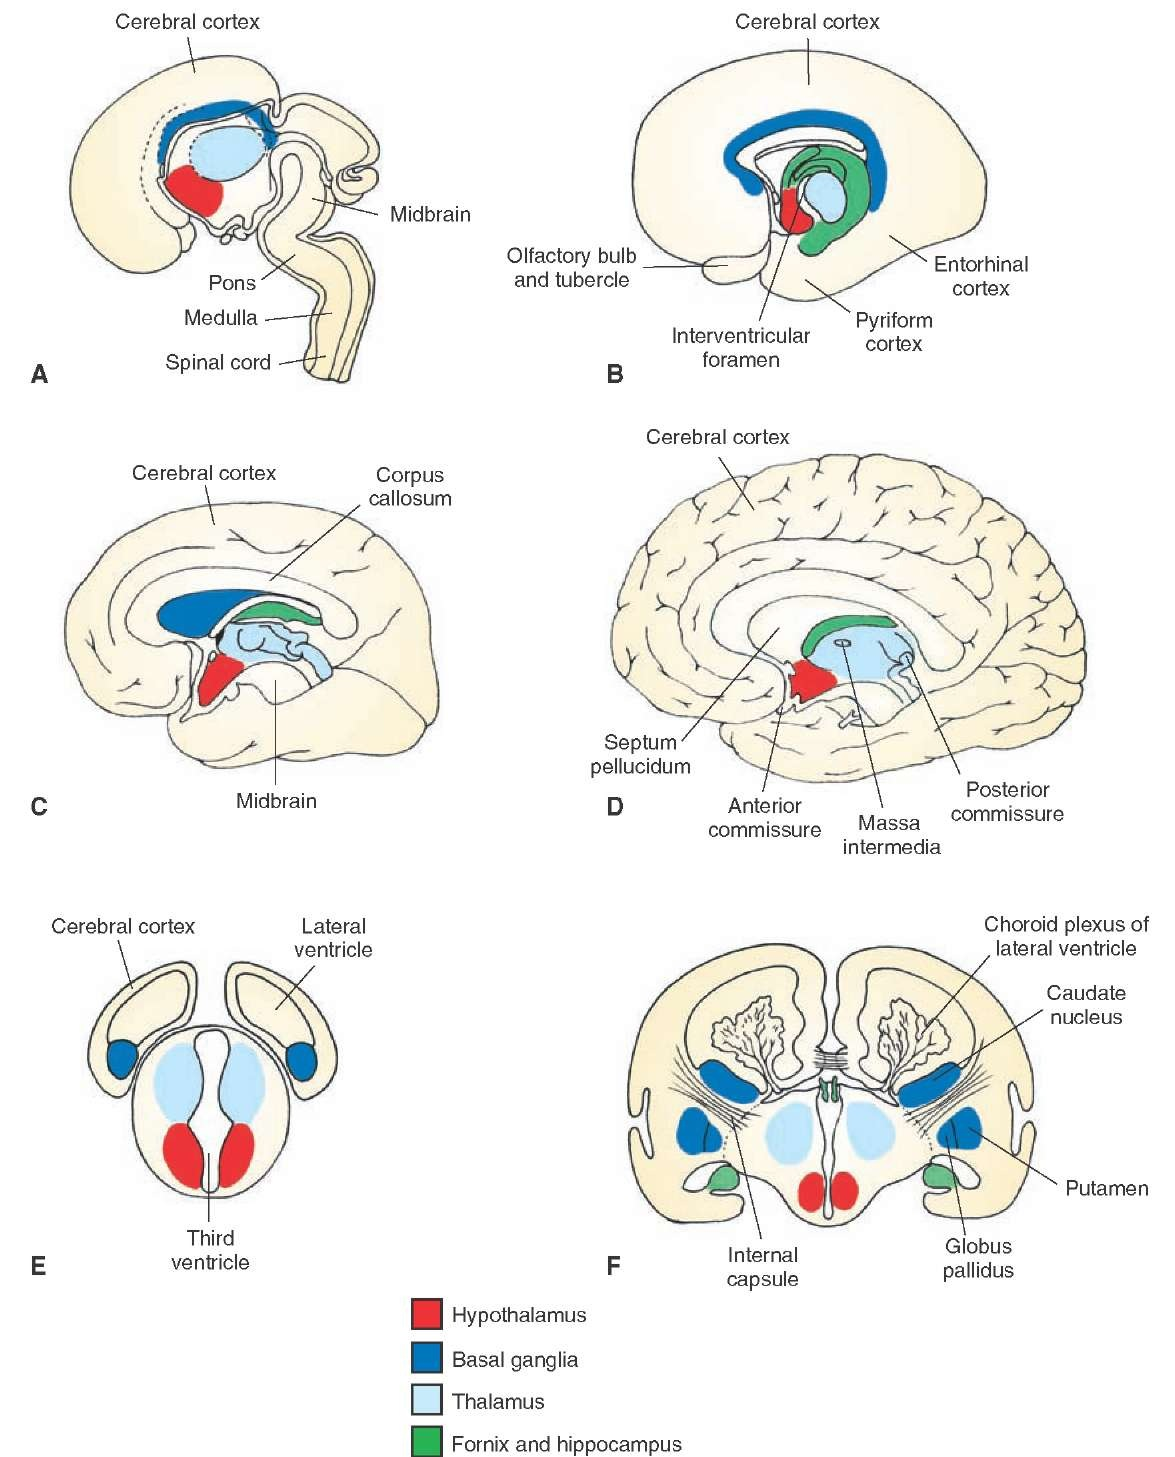 Cerebral cortex
Midbrain
Pons
Medulla
Spinal cord
A
Cerebral cortex
Olfactory bulb
and tubercle
Entorhinal
cortex
Interventricular
foramen
Pyriform
cortex
B
Cerebral cortex
Corpus
callosum
Midbrain
C
Cerebral cortex
Septum
pellucidum
Anterior
commissure
Massa
intermedia
Posterior
commissure
D
Cerebral cortex
Lateral
ventricle
Third
ventricle
E
Choroid plexus of
lateral ventricle
Caudate
nucleus
Putamen
Globus
pallidus
Internal
capsule
F
Hypothalamus
Basal ganglia
Thalamus
Fornix and hippocampus